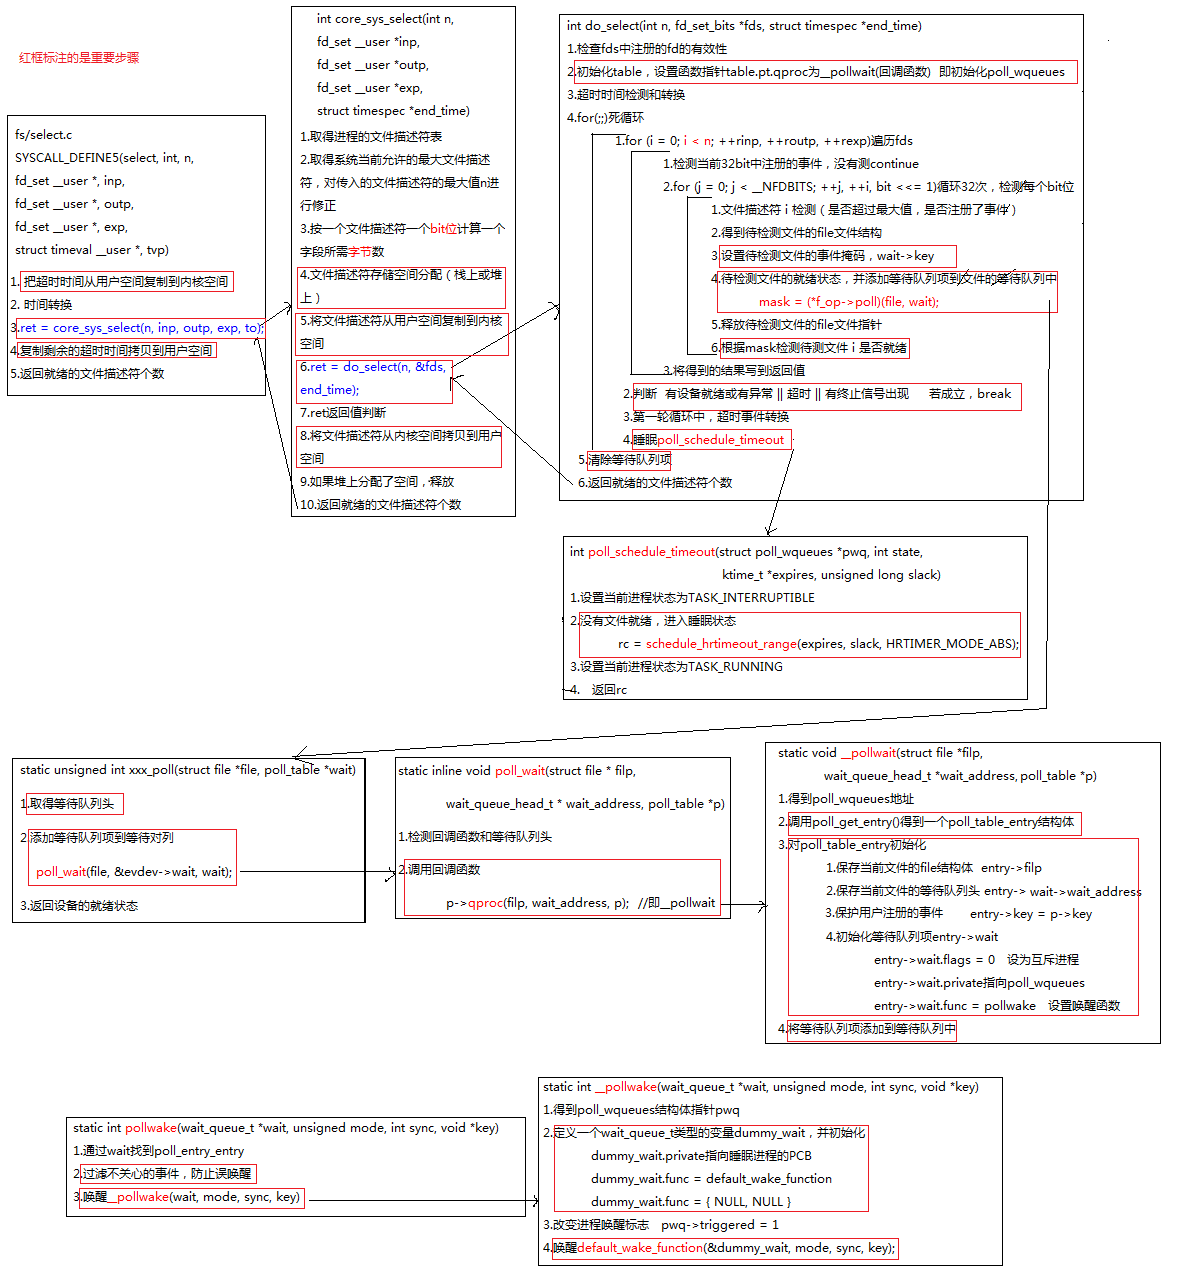 红框标注的是重要步骤
fs/select.c
SYSCALL_DEFINE5(select, int, n,
fd_set __user *, inp,
fd_set __user *, outp,
fd_set __user *, exp,
struct timeval __user *, tvp)
1. 把超时时间从用户空间复制到内核空间
2. 时间转换
3.ret = core_sys_select(n, inp, outp, exp, to);
4.复制剩余的超时时间拷贝到用户空间
5.返回就绪的文件描述符个数
int core_sys_select(int n,
fd_set __user *inp,
fd_set __user *outp,
fd_set __user *exp,
struct timespec *end_time)
1.取得进程的文件描述符表
2.取得系统当前允许的最大文件描述
符，对传入的文件描述符的最大值n进
行修正
3.按一个文件描述符一个bit位计算一个
字段所需字节数
4.文件描述符存储空间分配（栈上或堆
上）
5.将文件描述符从用户空间复制到内核
空间
6.ret = do_select(n, &fds,
end_time);
7.ret返回值判断
8.将文件描述符从内核空间拷贝到用户
空间
9.如果堆上分配了空间，释放
10.返回就绪的文件描述符个数
int do_select(int n, fd_set_bits *fds, struct timespec *end_time)
1.检查fds中注册的fd的有效性
2.初始化table，设置函数指针table.pt.qproc为__pollwait(回调函数) 即初始化poll_wqueues
3.超时时间检测和转换
4.for(;;)死循环
1.for (i = 0; i < n; ++rinp, ++routp, ++rexp)遍历fds
1.检测当前32bit中注册的事件，没有测continue
2.for (j = 0; j < __NFDBITS; ++j, ++i, bit <<= 1)循环32次，检测每个bit位
1.文件描述符 i 检测（是否超过最大值，是否注册了事件）
2.得到待检测文件的file文件结构
3.设置待检测文件的事件掩码，wait->key
4.待检测文件的就绪状态，并添加等待队列项到文件的等待队列中
mask = (*f_op->poll)(file, wait);
5.释放待检测文件的file文件指针
6.根据mask检测待测文件 i 是否就绪
3.将得到的结果写到返回值
2.判断 有设备就绪或有异常 || 超时 || 有终止信号出现 若成立，break
3.第一轮循环中，超时事件转换
4.睡眠poll_schedule_timeout
5.清除等待队列项
6.返回就绪的文件描述符个数
int poll_schedule_timeout(struct poll_wqueues *pwq, int state,
ktime_t *expires, unsigned long slack)
1.设置当前进程状态为TASK_INTERRUPTIBLE
2.没有文件就绪，进入睡眠状态
rc = schedule_hrtimeout_range(expires, slack, HRTIMER_MODE_ABS);
3.设置当前进程状态为TASK_RUNNING
4. 返回rc
static unsigned int xxx_poll(struct file *file, poll_table *wait)
1.取得等待队列头
2.添加等待队列项到等待对列
poll_wait(file, &evdev->wait, wait);
3.返回设备的就绪状态
static inline void poll_wait(struct file * filp,
wait_queue_head_t * wait_address, poll_table *p)
1.检测回调函数和等待队列头
2.调用回调函数
p->qproc(filp, wait_address, p); //即__pollwait
static void __pollwait(struct file *filp,
wait_queue_head_t *wait_address, poll_table *p)
1.得到poll_wqueues地址
2.调用poll_get_entry()得到一个poll_table_entry结构体
3.对poll_table_entry初始化
1.保存当前文件的file结构体 entry->filp
2.保存当前文件的等待队列头 entry-> wait->wait_address
3.保护用户注册的事件 entry->key = p->key
4.初始化等待队列项entry->wait
entry->wait.flags = 0 设为互斥进程
entry->wait.private指向poll_wqueues
entry->wait.func = pollwake 设置唤醒函数
4.将等待队列项添加到等待队列中
static int pollwake(wait_queue_t *wait, unsigned mode, int sync, void *key)
1.通过wait找到poll_entry_entry
2.过滤不关心的事件，防止误唤醒
3.唤醒__pollwake(wait, mode, sync, key)
static int __pollwake(wait_queue_t *wait, unsigned mode, int sync, void *key)
1.得到poll_wqueues结构体指针pwq
2.定义一个wait_queue_t类型的变量dummy_wait，并初始化
dummy_wait.private指向睡眠进程的PCB
dummy_wait.func = default_wake_function
dummy_wait.func = { NULL, NULL }
3.改变进程唤醒标志 pwq->triggered = 1
4.唤醒default_wake_function(&dummy_wait, mode, sync, key);